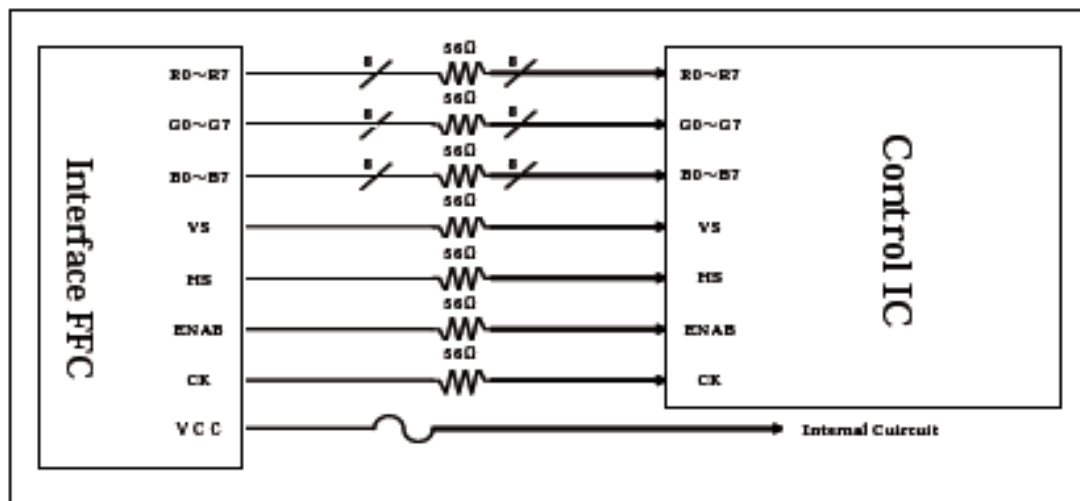 56Ω
8 8
R0~R7 R0~R7
56Ω
8 8
G0~G7 G0~G7
56Ω
8 8
B0~B7 B0~B7
56Ω
VS VS
56Ω
HS HS
56Ω
ENAB ENAB
56Ω
CK CK
VCC Internal Cuircuit
Interface FFC
Control IC